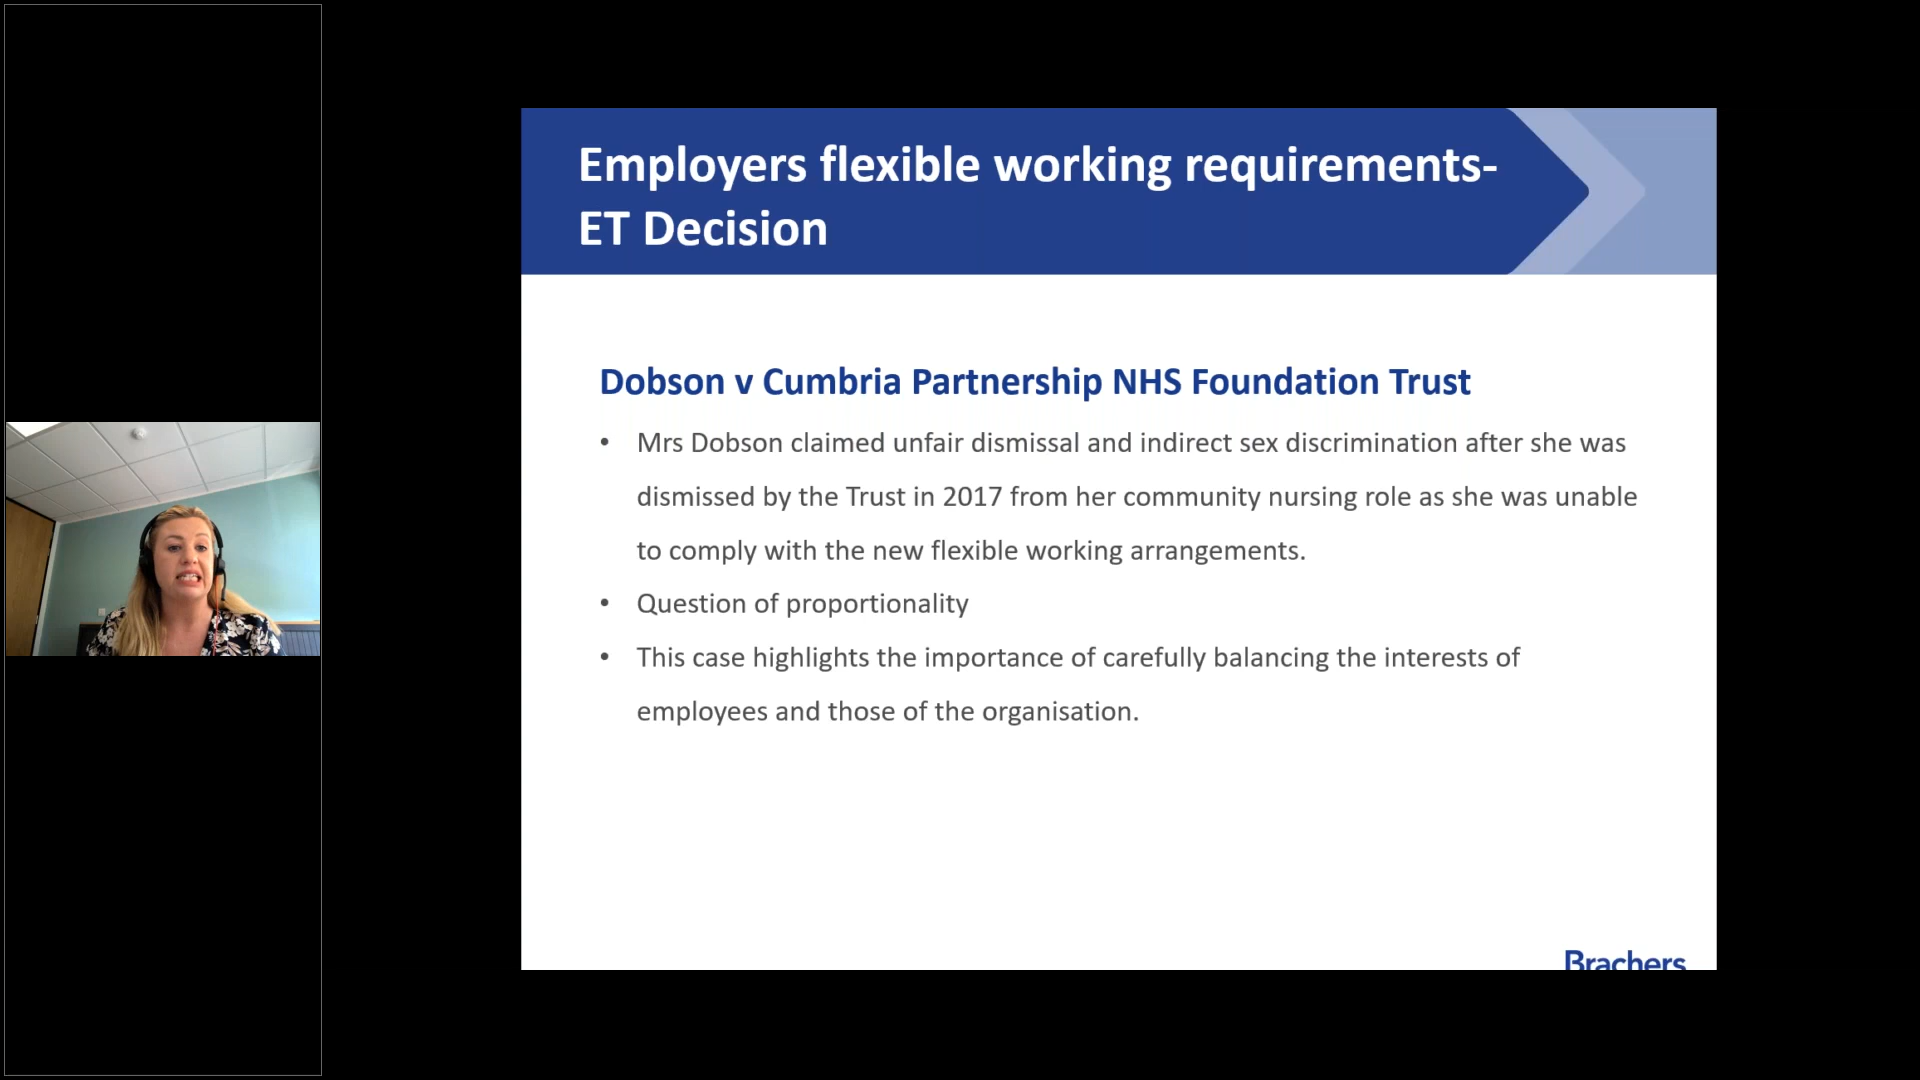 Employers flexible working requirements-
ET Decision
Dobson v Cumbria Partnership NHS Foundation Trust
• Mrs Dobson claimed unfair dismissal and indirect sex discrimination after she was
dismissed by the Trust in 2017 from her community nursing role as she was unable
to comply with the new flexible working arrangements.
• Question of proportionality
• This case highlights the importance of carefully balancing the interests of
employees and those of the organisation.
Brachers